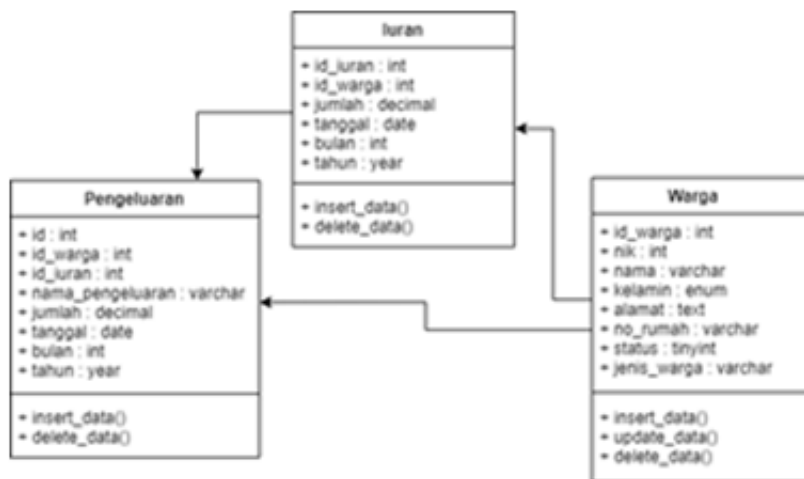 Iuran
+ id_iuran : int
+ id_warga : int
+ jumlah : decimal
+ tanggal : date
+ bulan : int
+ tahun : year
+ insert_data()
+ delete_data()
Pengeluaran
+ id : int
+ id_warga : int
+ id_iuran : int
+ nama_pengeluaran : varchar
+ jumlah : decimal
+ tanggal : date
+ bulan : int
+ tahun : year
+ insert_data()
+ delete_data()
Warga
+ id_warga : int
+ nik : int
+ nama : varchar
+ kelamin : enum
+ alamat : text
+ no_rumah : varchar
+ status : tinyint
+ jenis_warga : varchar
+ insert_data()
+ update_data()
+ delete_data()